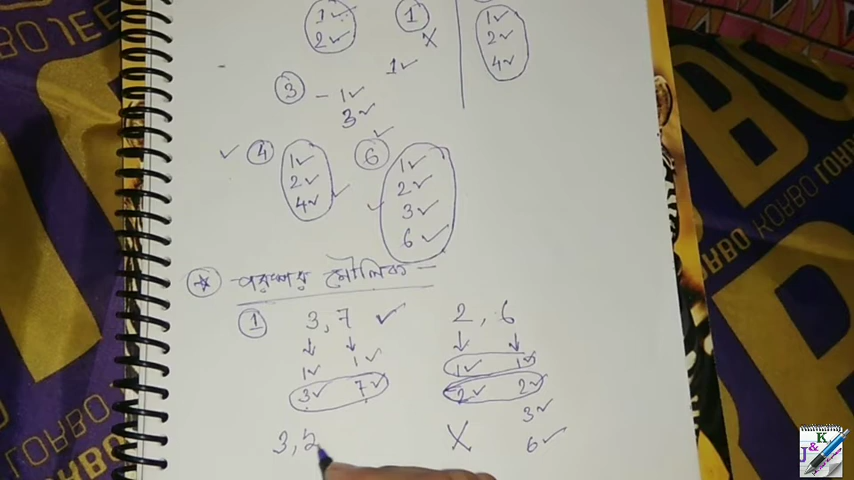 1✓ 1 1✓
2✓ X 2✓
1✓ 4✓
3 - 1✓
3✓
✓ 4 1✓ 6 1✓
2✓ 2✓
4✓ 3✓
6✓
পরস্পর মৌলিক -
1 3, 7 ✓ 2, 6
↓ ↓ ↓ ↓
1✓ 1✓ 1✓ 1✓
3✓ 7✓ 2✓ 2✓
3✓
3, 2 X 6✓
KORBO
LORBO
J&K